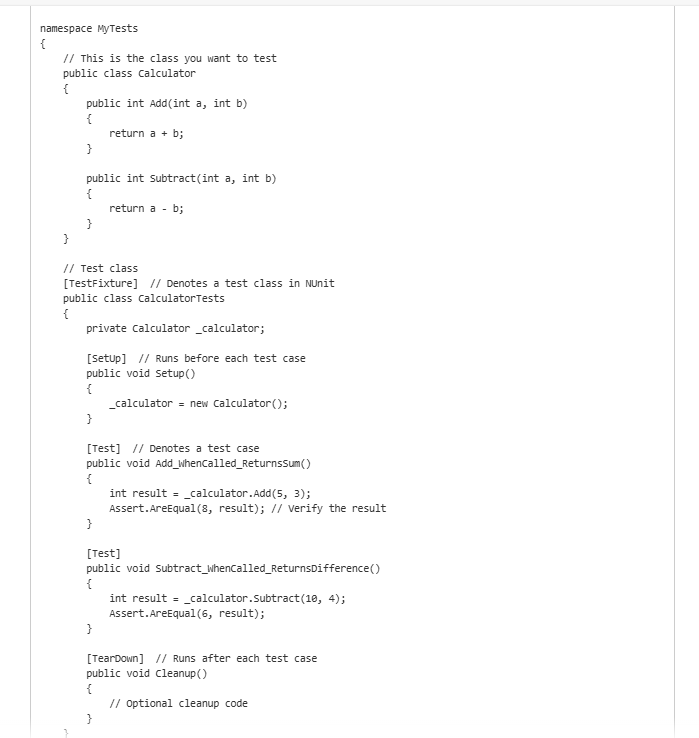 namespace MyTests
{
    // This is the class you want to test
    public class Calculator
    {
        public int Add(int a, int b)
        {
            return a + b;
        }

        public int Subtract(int a, int b)
        {
            return a - b;
        }
    }

    // Test class
    [TestFixture]  // Denotes a test class in NUnit
    public class CalculatorTests
    {
        private Calculator _calculator;

        [SetUp]  // Runs before each test case
        public void Setup()
        {
            _calculator = new Calculator();
        }

        [Test]  // Denotes a test case
        public void Add_WhenCalled_ReturnsSum()
        {
            int result = _calculator.Add(5, 3);
            Assert.AreEqual(8, result); // Verify the result
        }

        [Test]
        public void Subtract_WhenCalled_ReturnsDifference()
        {
            int result = _calculator.Subtract(10, 4);
            Assert.AreEqual(6, result);
        }

        [TearDown]  // Runs after each test case
        public void Cleanup()
        {
            // Optional cleanup code
        }
    }